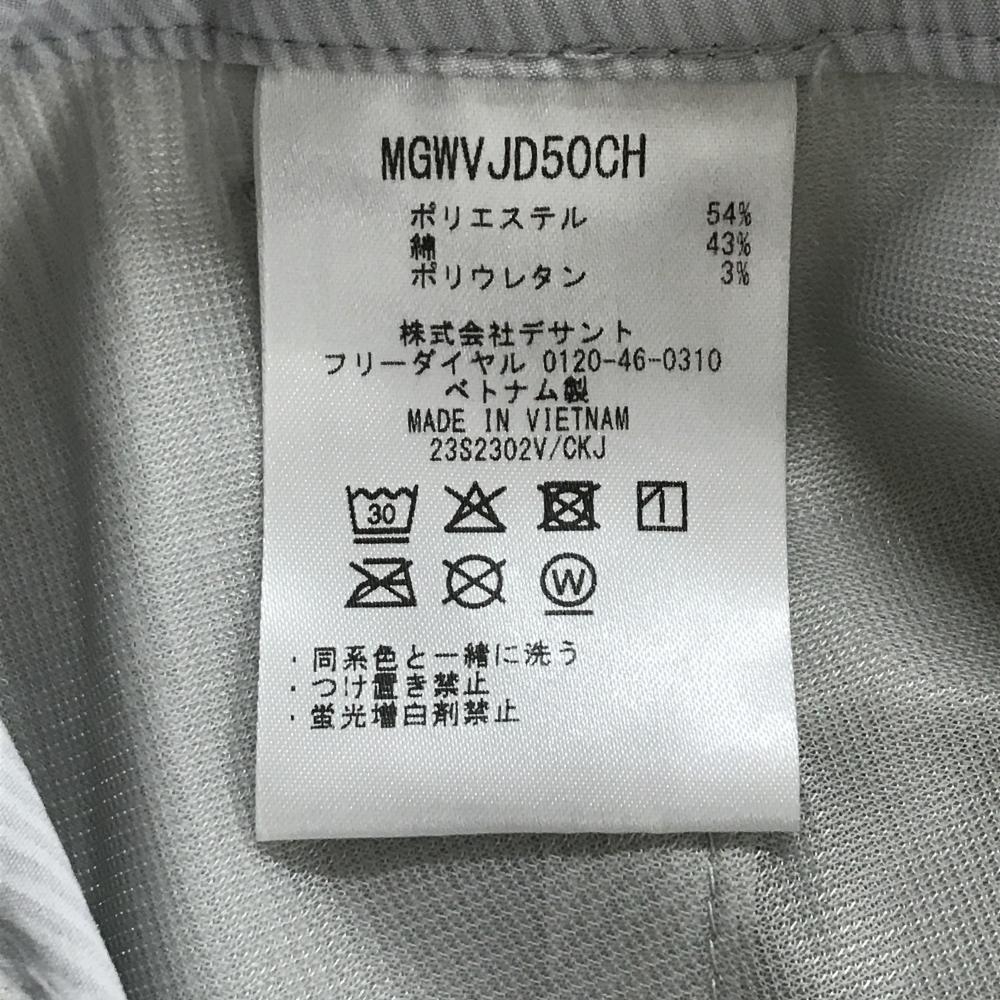 MGWVJD50CH
ポリエステル 54%
綿 43%
ポリウレタン 3%
株式会社デサント
フリーダイヤル 0120-46-0310
ベトナム製
MADE IN VIETNAM
23S2302V/CKJ
30
W
・同系色と一緒に洗う
・つけ置き禁止
・蛍光増白剤禁止